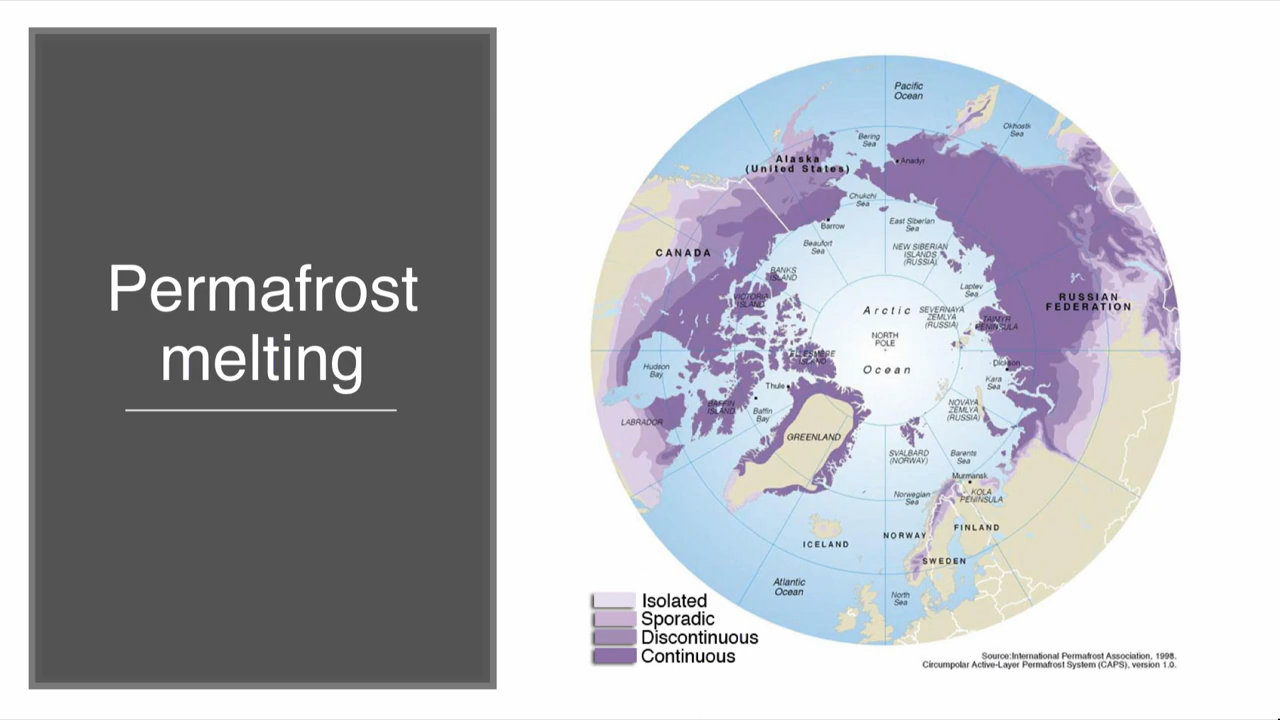 Permafrost
melting
Pacific
Ocean
Okhostk
Sea
Bering
Sea
Alaska
(United States)
Anadyr
Chukchi
Sea
Barrow
East Siberian
Sea
Beaufort
Sea
NEW SIBERIAN
ISLANDS
(RUSSIA)
CANADA
BANKS
ISLAND
VICTORIA
ISLAND
Laptev
Sea
RUSSIAN
FEDERATION
Arctic
SEVERNAYA
ZEMLYA
(RUSSIA)
TAIMYR
PENINSULA
NORTH
POLE
ELLESMERE
ISLAND
Ocean
Dickson
Kara
Sea
Hudson
Bay
Thule
BAFFIN
ISLAND
Baffin
Bay
NOVAYA
ZEMLYA
(RUSSIA)
LABRADOR
GREENLAND
SVALBARD
(NORWAY)
Barents
Sea
Murmansk
KOLA
PENINSULA
Norwegian
Sea
FINLAND
NORWAY
ICELAND
SWEDEN
Atlantic
Ocean
North
Sea
Isolated
Sporadic
Discontinuous
Continuous
Source:International Permafrost Association, 1998.
Circumpolar Active-Layer Permafrost System (CAPS), version 1.0.